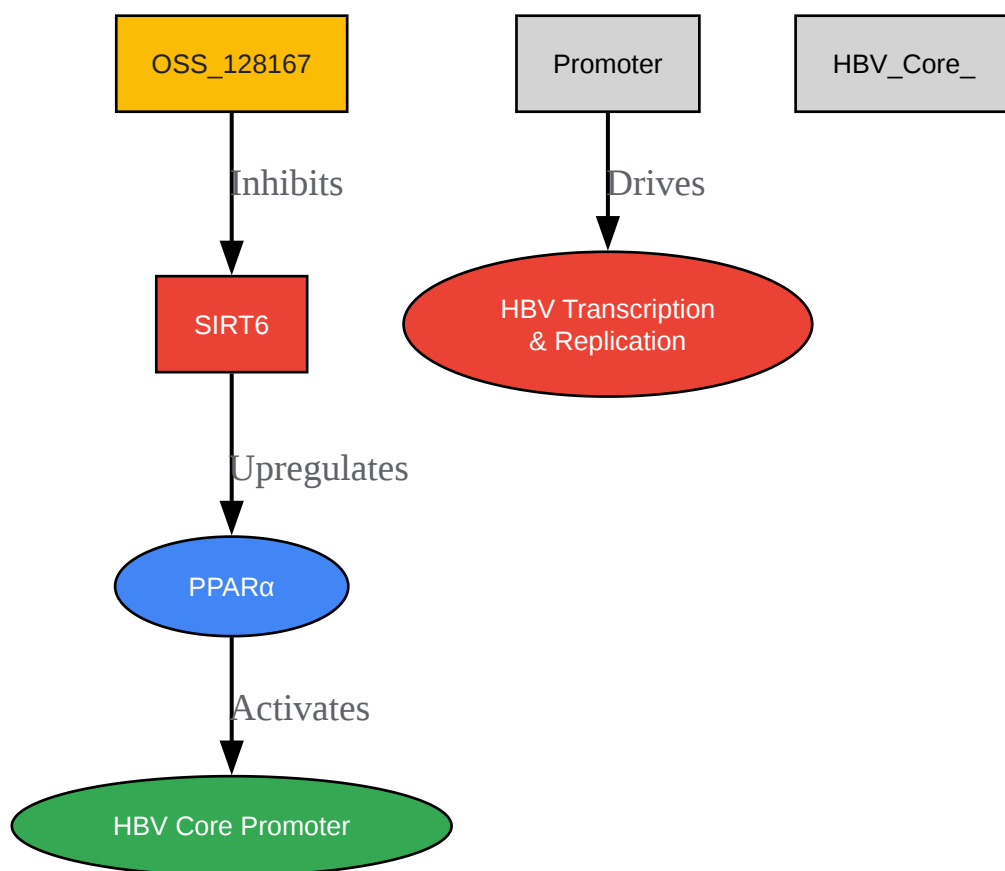 OSS_128167
Promoter
HBV_Core_
Inhibits
Drives
SIRT6
HBV Transcription
& Replication
Upregulates
PPARα
Activates
HBV Core Promoter